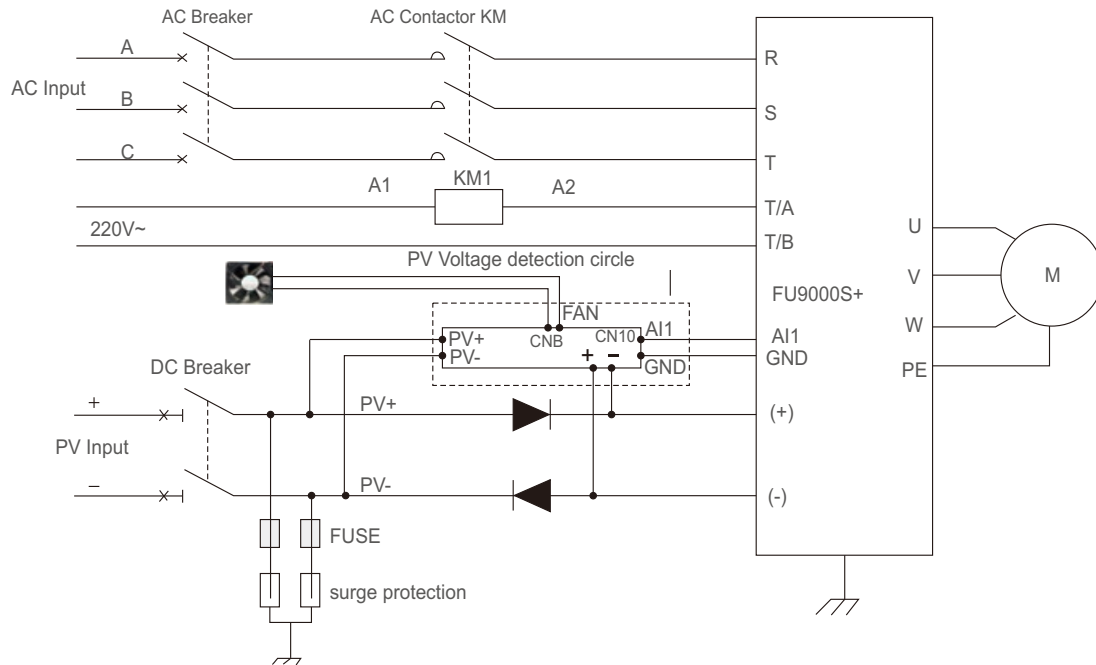 AC Breaker
AC Contactor KM
A
R
AC Input
B
S
C
T
A1
KM1
A2
T/A
220V~
T/B
U
PV Voltage detection circle
V
M
FU9000S+
FAN
PV+
CNB
CN10
AI1
AI1
W
PV-
+ −
GND
GND
PE
DC Breaker
+
PV+
(+)
PV Input
−
PV-
(-)
FUSE
surge protection